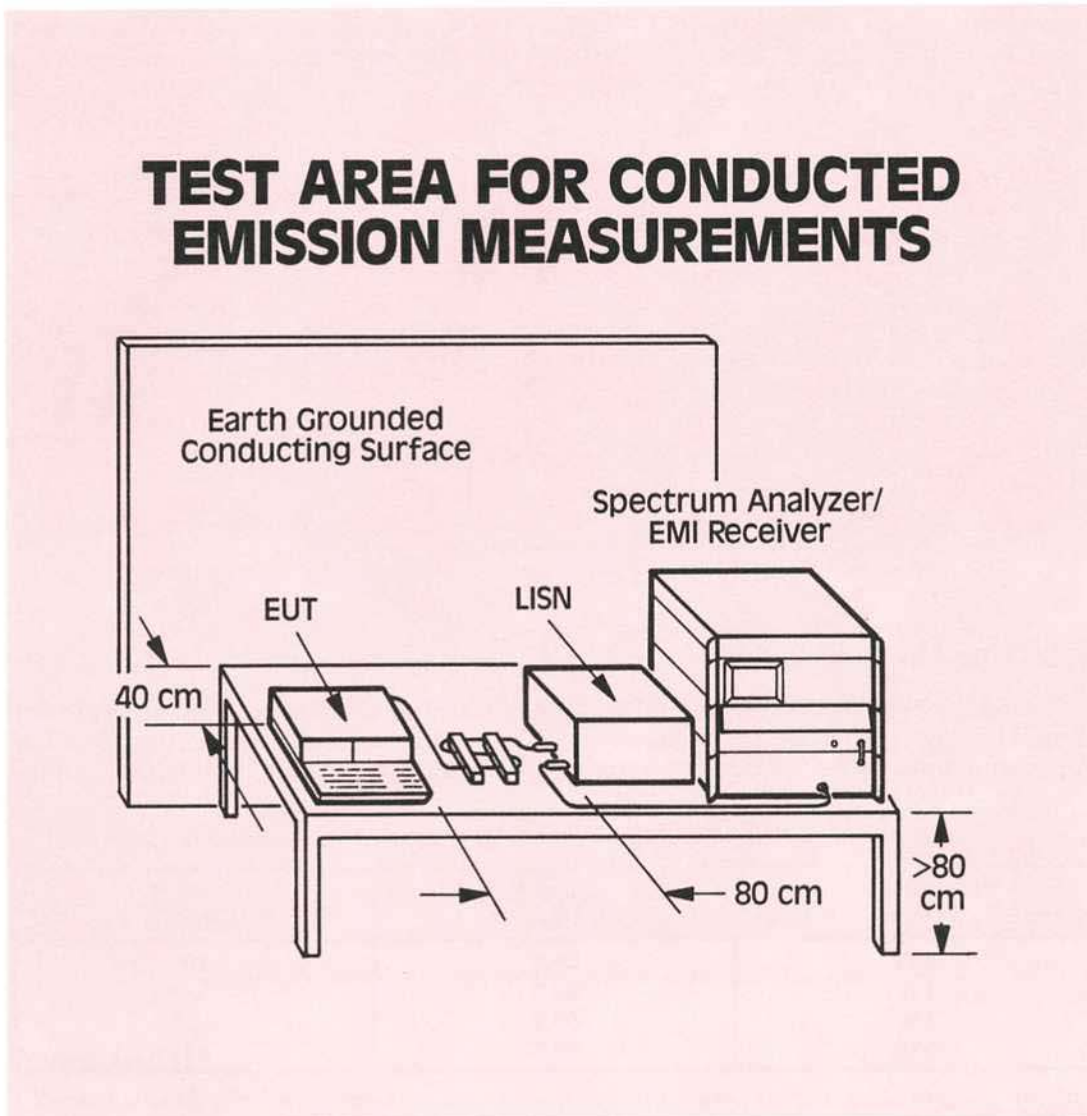 TEST AREA FOR CONDUCTED
EMISSION MEASUREMENTS
Earth Grounded
Conducting Surface
Spectrum Analyzer/
EMI Receiver
EUT
LISN
40 cm
80 cm
>80
cm